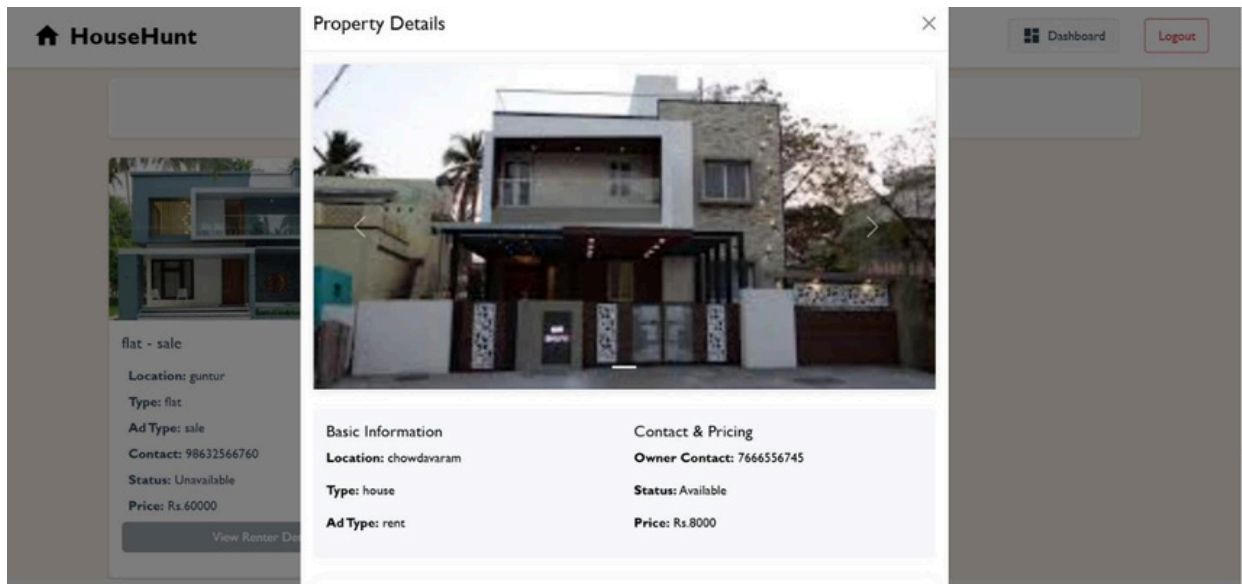 HouseHunt
Property Details
Dashboard
Logout
flat - sale
Location: guntur
Type: flat
Ad Type: sale
Contact: 98632566760
Status: Unavailable
Price: Rs.60000
View Renter
Basic Information
Location: chowdavaram
Type: house
Ad Type: rent
Contact & Pricing
Owner Contact: 7666556745
Status: Available
Price: Rs.8000